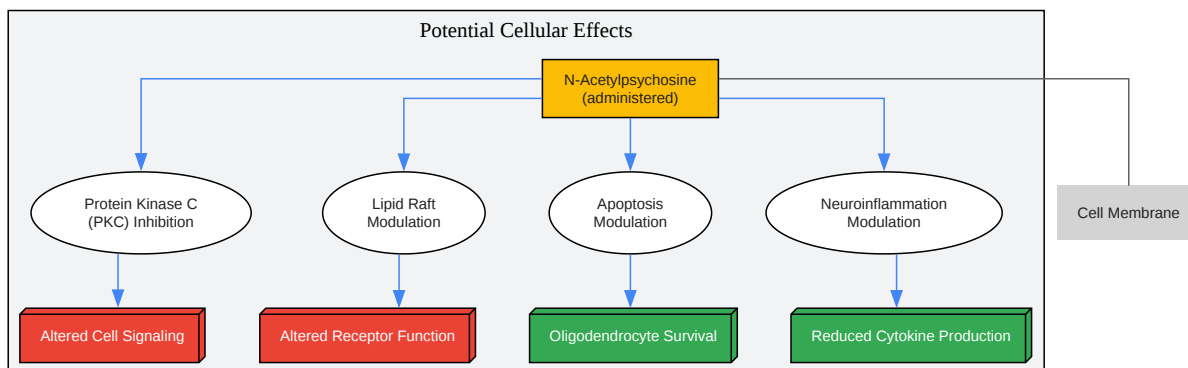 Potential Cellular Effects
N-Acetylpsychosine
(administered)
Protein Kinase C
(PKC) Inhibition
Lipid Raft
Modulation
Apoptosis
Modulation
Neuroinflammation
Modulation
Cell Membrane
Altered Cell Signaling
Altered Receptor Function
Oligodendrocyte Survival
Reduced Cytokine Production